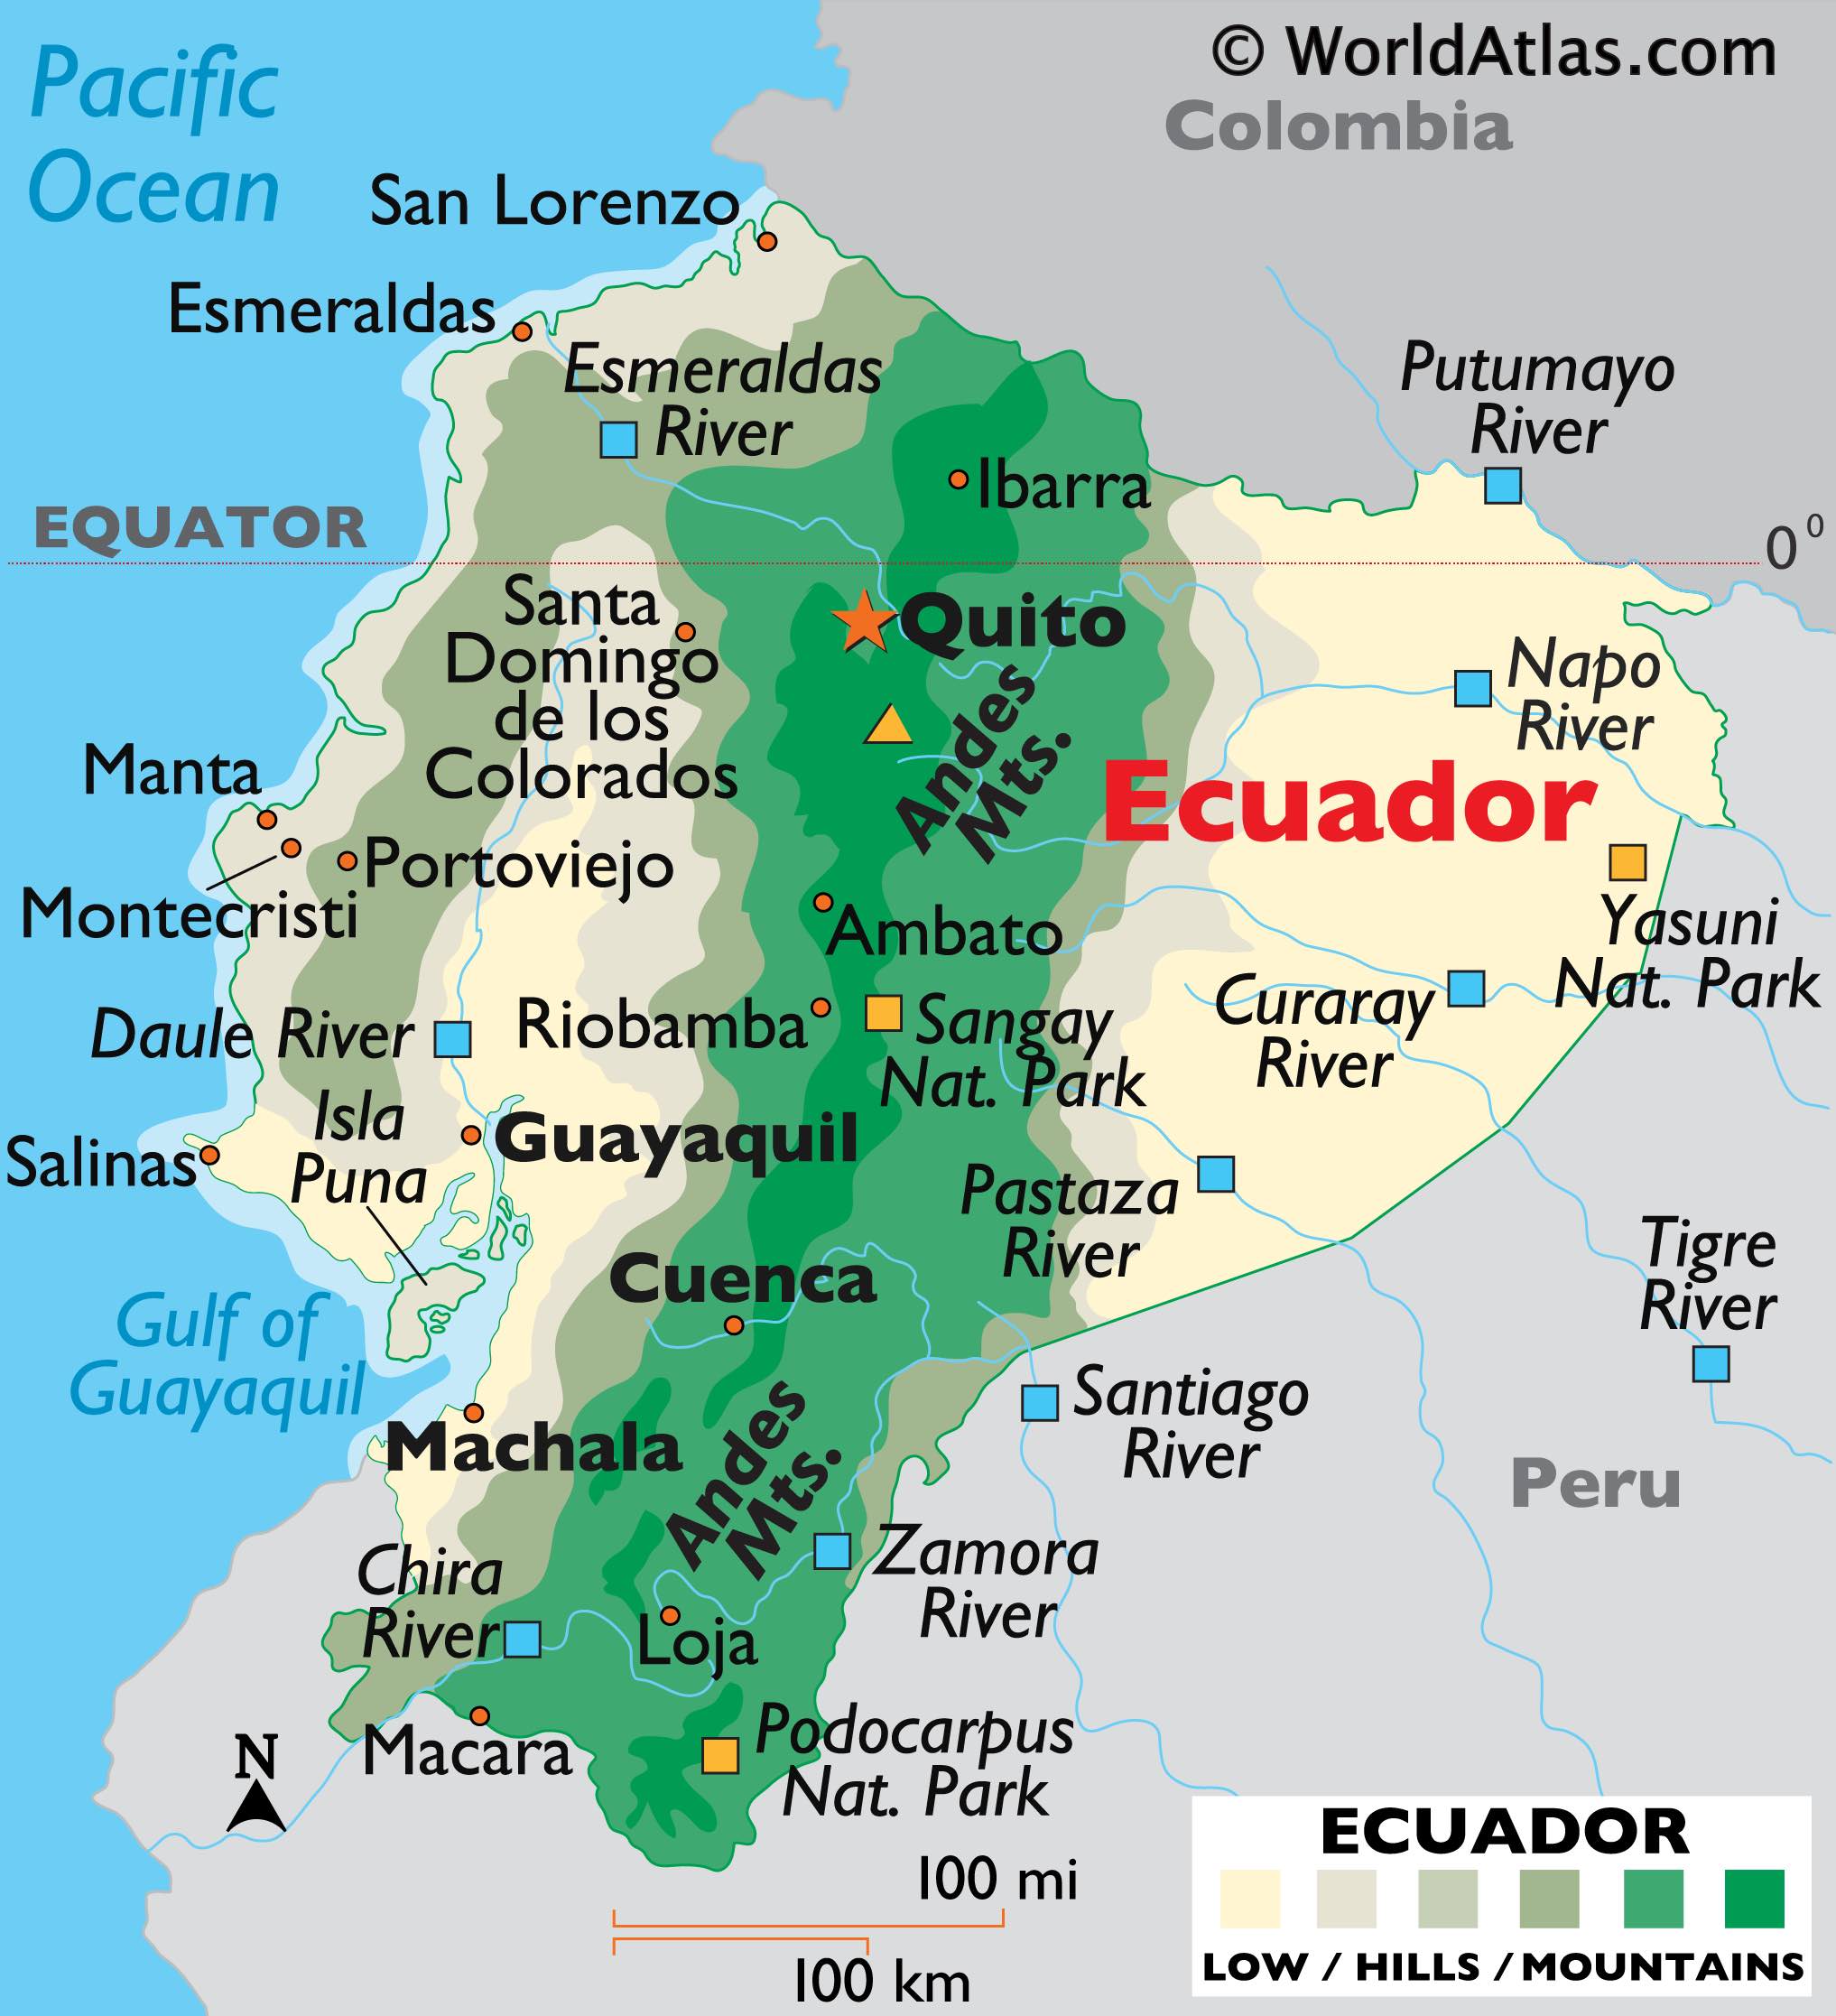 © WorldAtlas.com
Pacific
Ocean
Colombia
San Lorenzo
Esmeraldas
Esmeraldas
River
Putumayo
River
Ibarra
EQUATOR
0⁰
Santa
Domingo
de los
Colorados
Quito
Napo
River
Andes
Mts.
Manta
Ecuador
Portoviejo
Montecristi
Yasuni
Nat. Park
Ambato
Daule River
Riobamba
Sangay
Nat. Park
Curaray
River
Isla
Puna
Guayaquil
Salinas
Pastaza
River
Tigre
River
Cuenca
Gulf of
Guayaquil
Santiago
River
Machala
Andes
Mts.
Peru
Zamora
River
Chira
River
Loja
Macara
Podocarpus
Nat. Park
N
100 mi
100 km
ECUADOR
LOW / HILLS / MOUNTAINS